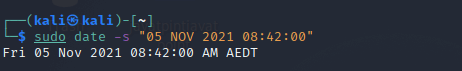 ┌──(kali㉿kali)-[~]
└─$ sudo date -s "05 NOV 2021 08:42:00"
Fri 05 Nov 2021 08:42:00 AM AEDT